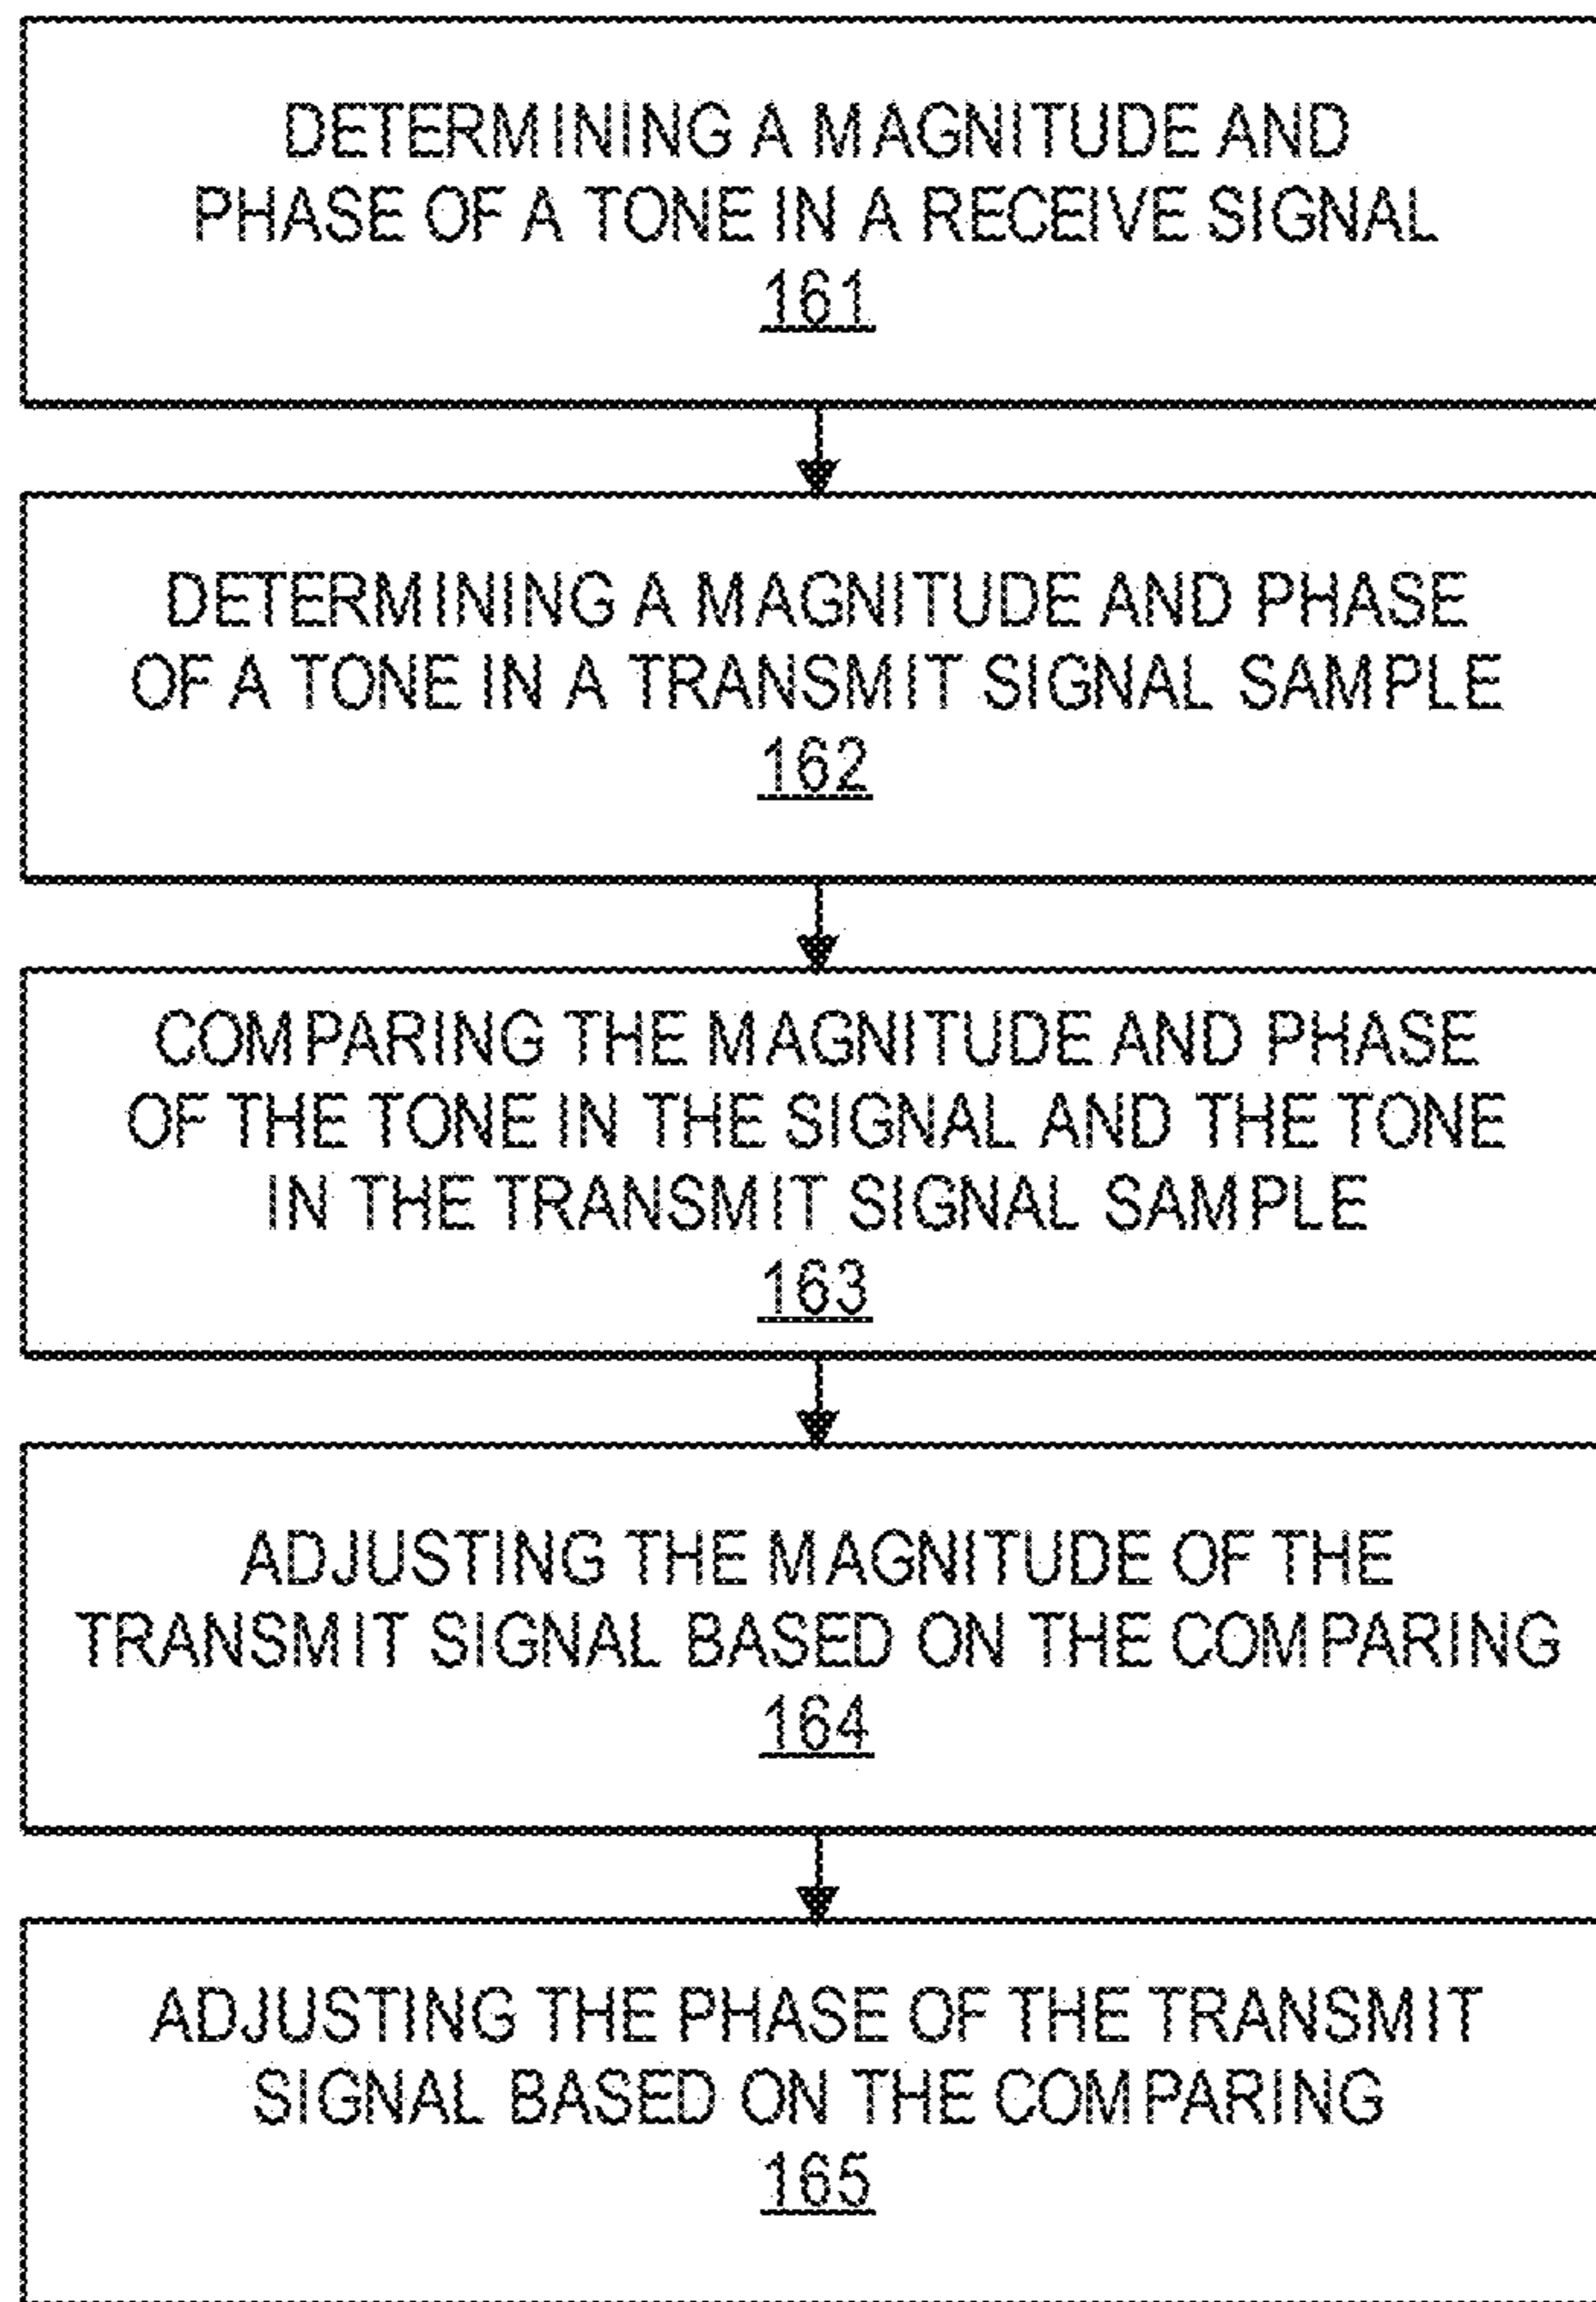 DETERMINING A MAGNITUDE AND
PHASE OF A TONE IN A RECEIVE SIGNAL
161
DETERMINING A MAGNITUDE AND PHASE
OF A TONE IN A TRANSMIT SIGNAL SAMPLE
162
COMPARING THE MAGNITUDE AND PHASE
OF THE TONE IN THE SIGNAL AND THE TONE
IN THE TRANSMIT SIGNAL SAMPLE
163
ADJUSTING THE MAGNITUDE OF THE
TRANSMIT SIGNAL BASED ON THE COMPARING
164
ADJUSTING THE PHASE OF THE TRANSMIT
SIGNAL BASED ON THE COMPARING
165